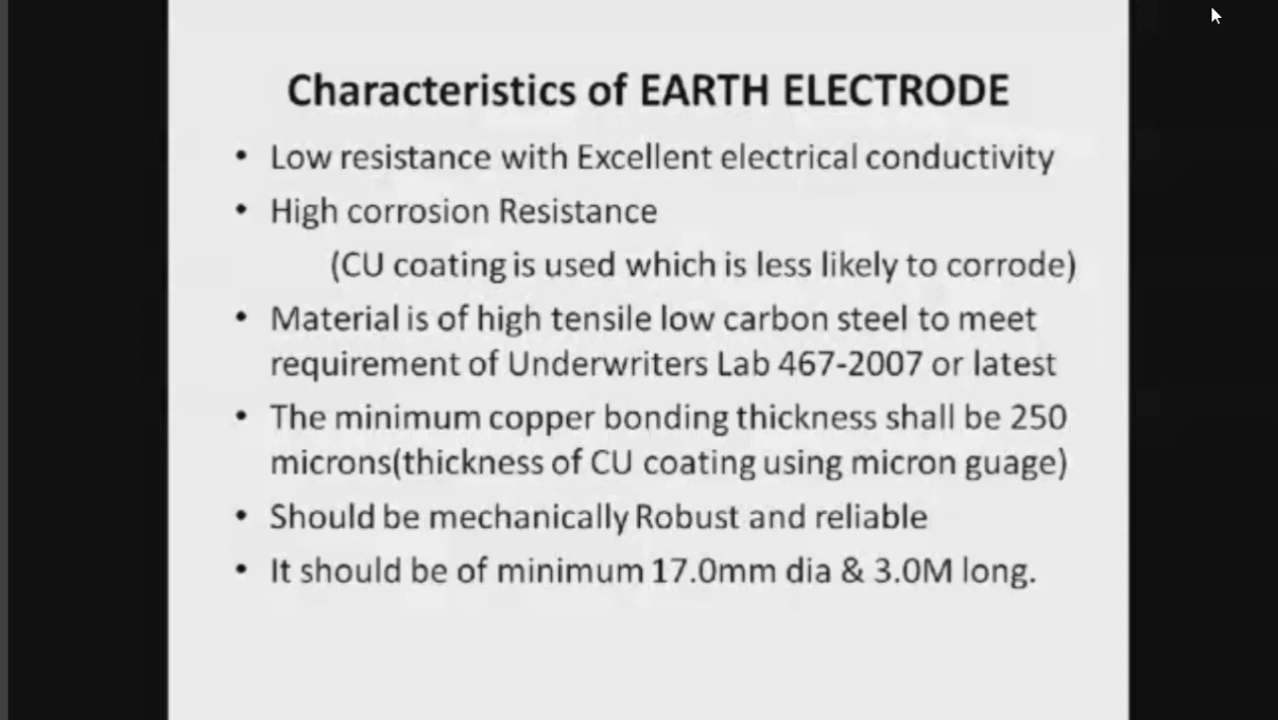 Characteristics of EARTH ELECTRODE
• Low resistance with Excellent electrical conductivity
• High corrosion Resistance
(CU coating is used which is less likely to corrode)
• Material is of high tensile low carbon steel to meet
requirement of Underwriters Lab 467-2007 or latest
• The minimum copper bonding thickness shall be 250
microns(thickness of CU coating using micron guage)
• Should be mechanically Robust and reliable
• It should be of minimum 17.0mm dia & 3.0M long.